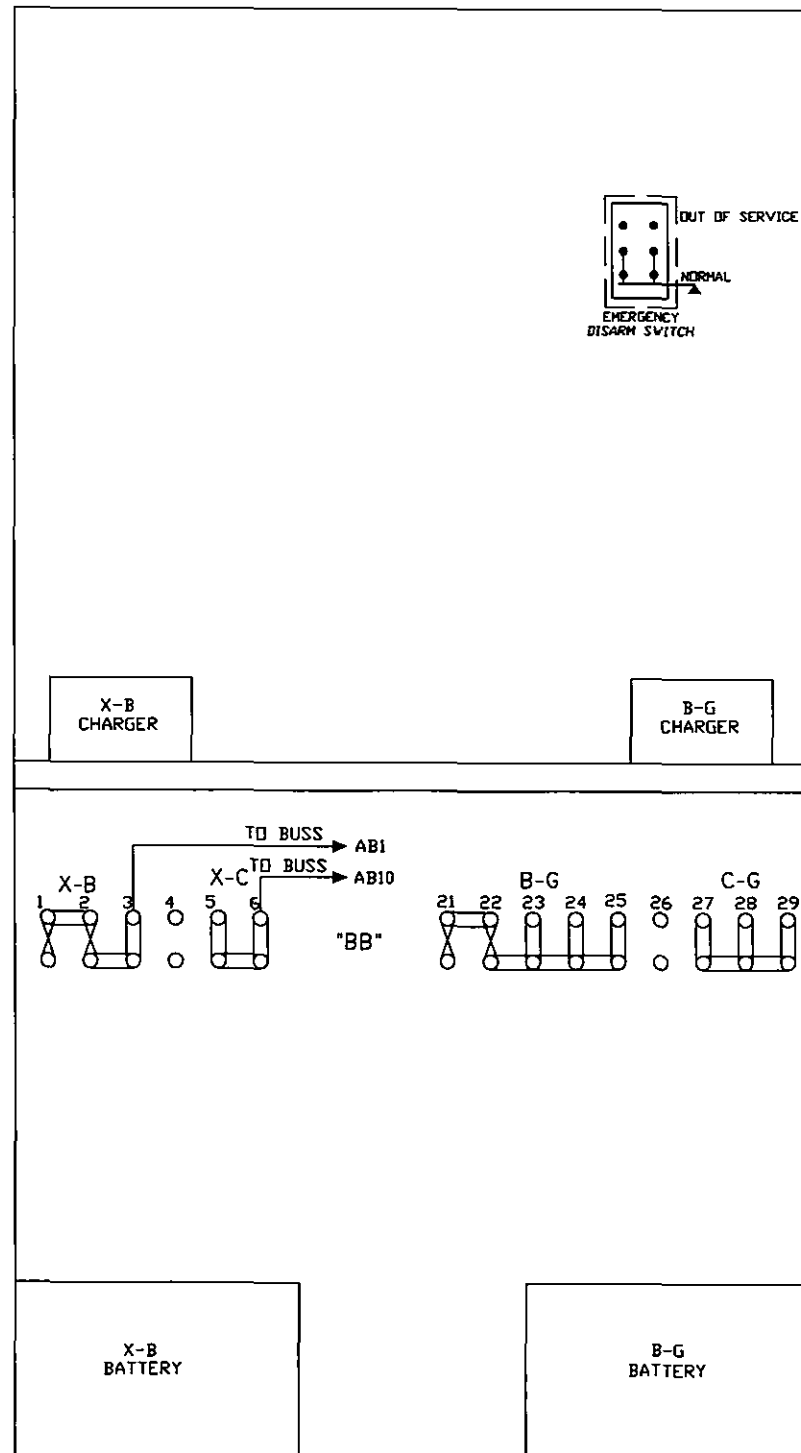 OUT OF SERVICE
NORMAL
EMERGENCY
DISARM SWITCH
X-B
CHARGER
B-G
CHARGER
TO BUSS
AB1
X-B
X-C
TO BUSS
AB10
B-G
C-G
1 2 3 4 5 6
21 22 23 24 25 26 27 28 29
"BB"
X-B
BATTERY
B-G
BATTERY